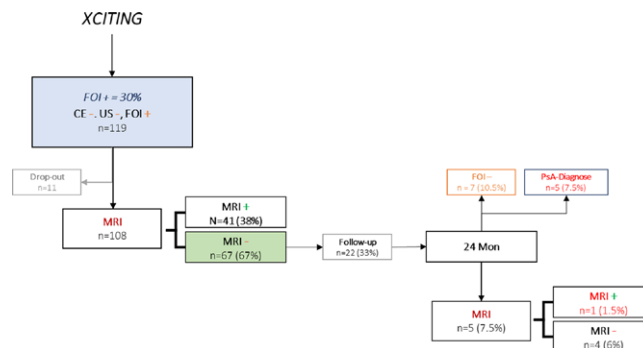 XCITING
FOI + = 30%
CE –. US –, FOI +
n=119
Drop-out
n=11
MRI
n=108
MRI +
N=41 (38%)
MRI –
n=67 (67%)
Follow-up
n=22 (33%)
24 Mon
FOI –
n = 7 (10.5%)
PsA-Diagnose
n=5 (7.5%)
MRI
n=5 (7.5%)
MRI +
n=1 (1.5%)
MRI –
n=4 (6%)